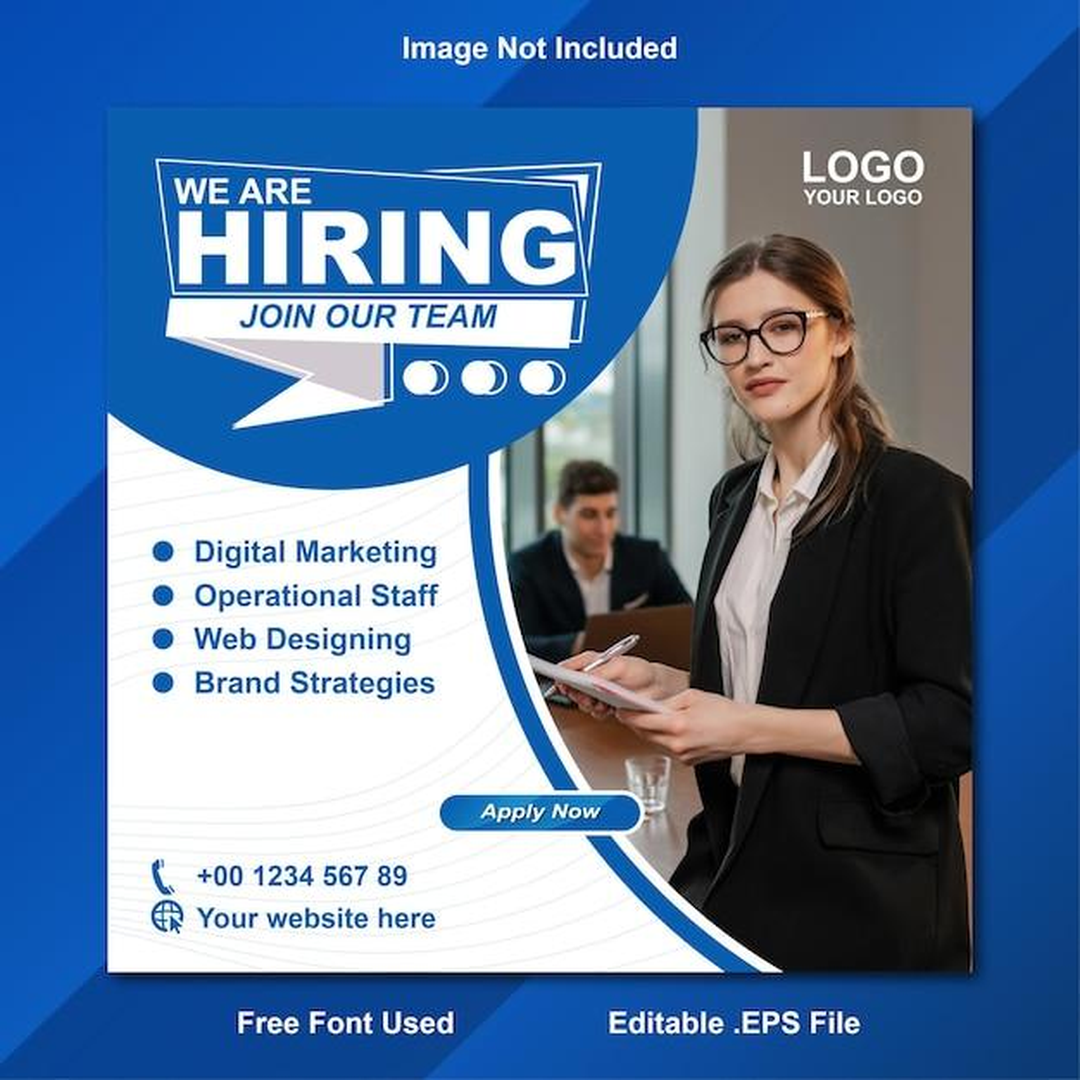 Image Not Included
WE ARE
HIRING
JOIN OUR TEAM
LOGO
YOUR LOGO
Digital Marketing
Operational Staff
Web Designing
Brand Strategies
Apply Now
+00 1234 567 89
Your website here
Free Font Used
Editable .EPS File